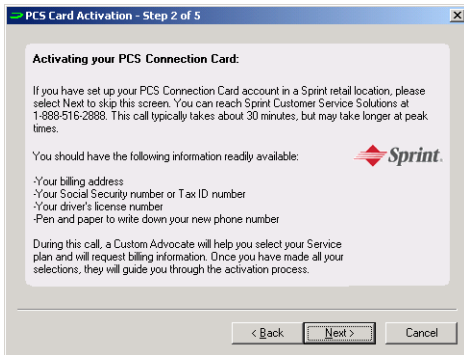 PCS Card Activation - Step 2 of 5
Activating your PCS Connection Card:
If you have set up your PCS Connection Card account in a Sprint retail location, please
select Next to skip this screen. You can reach Sprint Customer Service Solutions at
1-888-516-2888. This call typically takes about 30 minutes, but may take longer at peak
times.
You should have the following information readily available:
Sprint.
-Your billing address
-Your Social Security number or Tax ID number
-Your driver's license number
-Pen and paper to write down your new phone number
During this call, a Custom Advocate will help you select your Service
plan and will request billing information. Once you have made all your
selections, they will guide you through the activation process.
< Back Next > Cancel